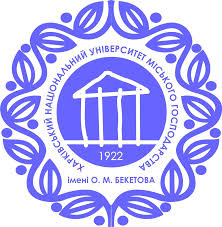 ХАРКІВСЬКИЙ НАЦІОНАЛЬНИЙ УНІВЕРСИТЕТ МІСЬКОГО ГОСПОДАРСТВА
1922
імені О. М. БЕКЕТОВА